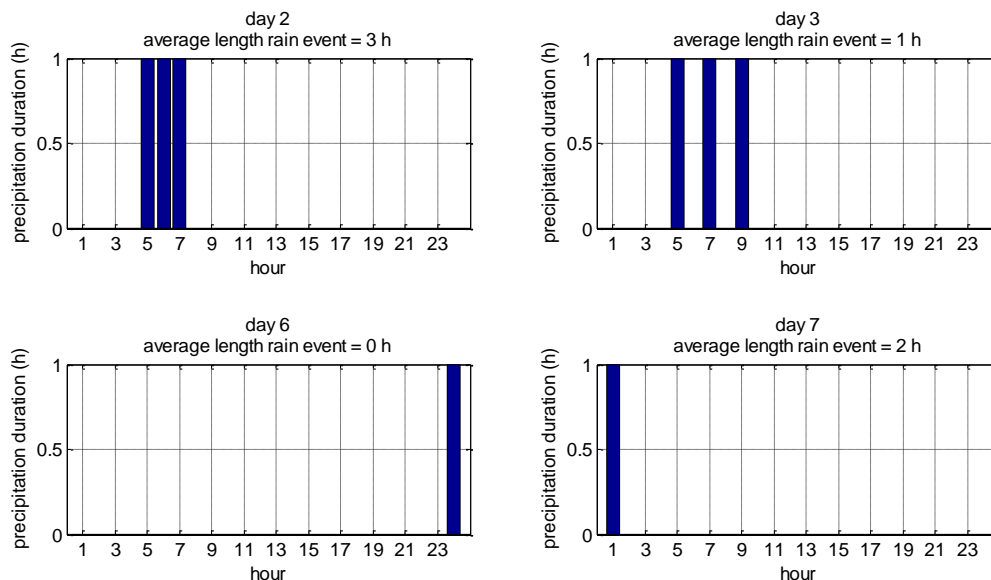 day 2
average length rain event = 3 h
precipitation duration (h)
1
0.5
0
1 3 5 7 9 11 13 15 17 19 21 23
hour
day 3
average length rain event = 1 h
precipitation duration (h)
1
0.5
0
1 3 5 7 9 11 13 15 17 19 21 23
hour
day 6
average length rain event = 0 h
precipitation duration (h)
1
0.5
0
1 3 5 7 9 11 13 15 17 19 21 23
hour
day 7
average length rain event = 2 h
precipitation duration (h)
1
0.5
0
1 3 5 7 9 11 13 15 17 19 21 23
hour